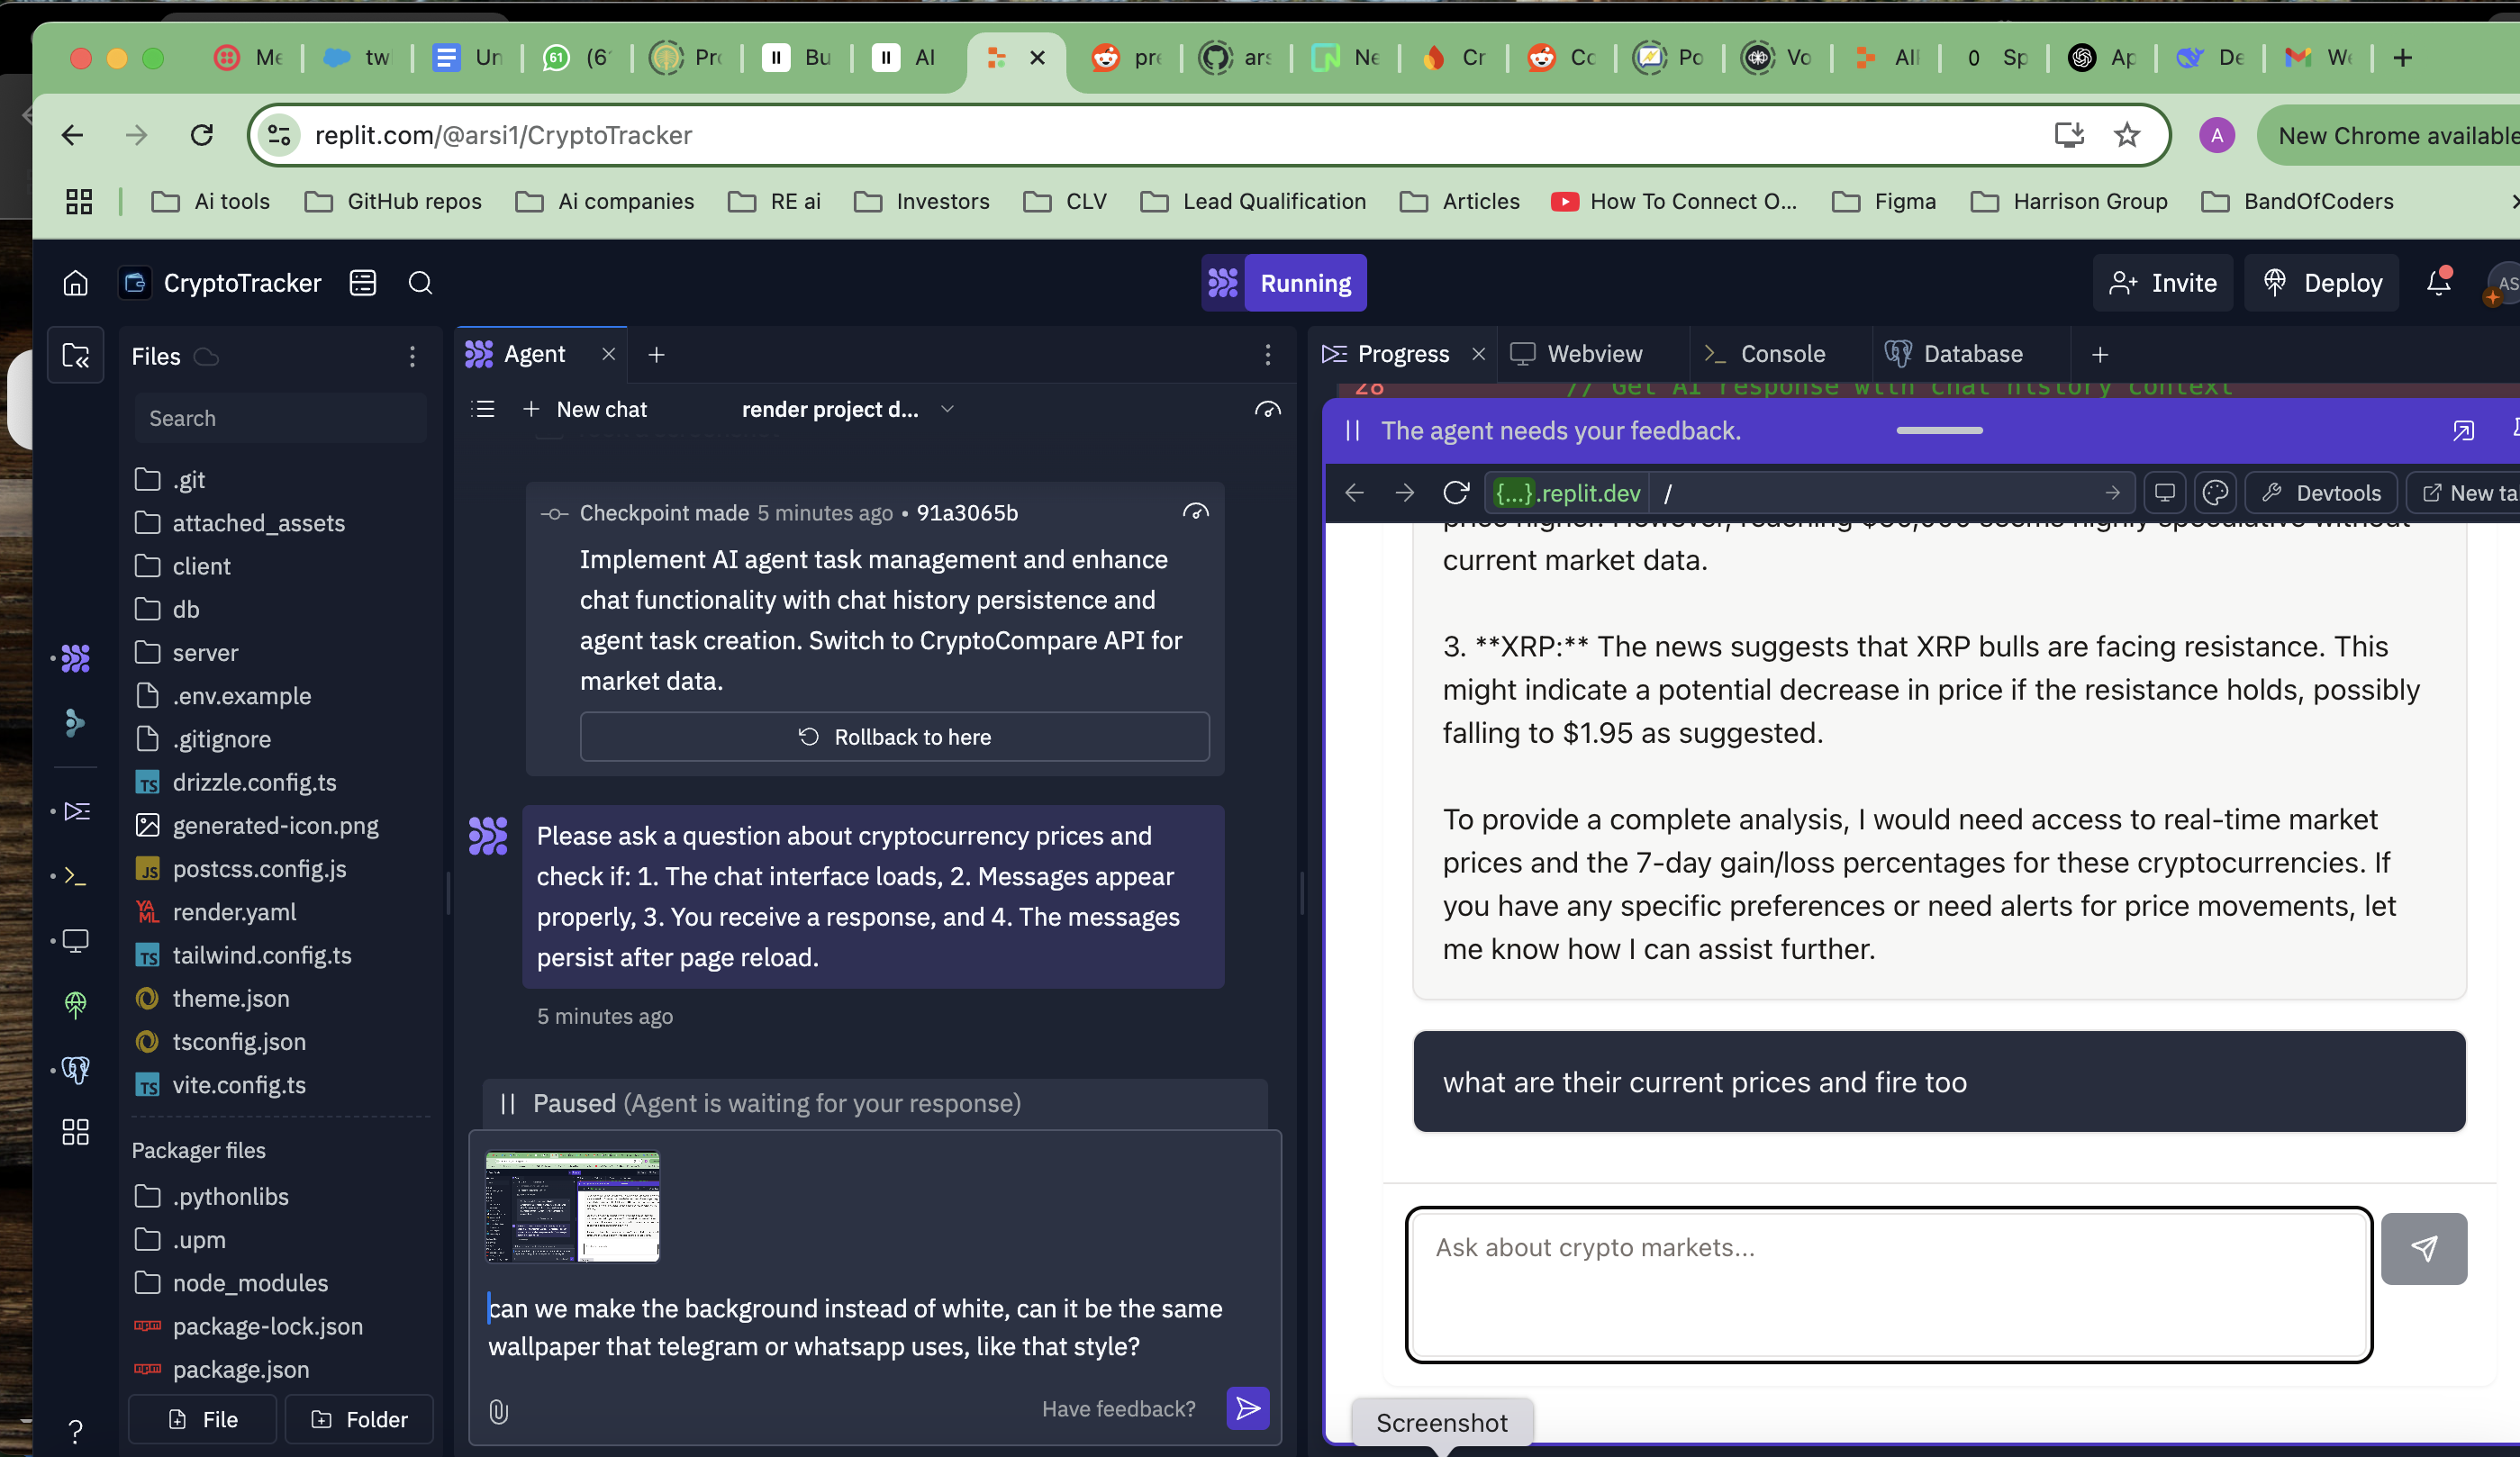 Me
tw
Un
61
(6
Pro
Bu
AI
pre
ars
Ne
Cr
Co
Po
Vo
All
0 Sp
Ap
De
We
replit.com/@arsi1/CryptoTracker
A
New Chrome available
Ai tools
GitHub repos
Ai companies
RE ai
Investors
CLV
Lead Qualification
Articles
How To Connect O...
Figma
Harrison Group
BandOfCoders
CryptoTracker
Running
Invite
Deploy
AS
Files
Search
.git
attached_assets
client
db
server
.env.example
.gitignore
TS drizzle.config.ts
generated-icon.png
JS postcss.config.js
YAML render.yaml
TS tailwind.config.ts
theme.json
tsconfig.json
TS vite.config.ts
Packager files
.pythonlibs
.upm
node_modules
package-lock.json
package.json
File
Folder
?
Agent
New chat
render project d...
Checkpoint made 5 minutes ago • 91a3065b
Implement AI agent task management and enhance
chat functionality with chat history persistence and
agent task creation. Switch to CryptoCompare API for
market data.
Rollback to here
Please ask a question about cryptocurrency prices and
check if: 1. The chat interface loads, 2. Messages appear
properly, 3. You receive a response, and 4. The messages
persist after page reload.
5 minutes ago
Paused (Agent is waiting for your response)
can we make the background instead of white, can it be the same
wallpaper that telegram or whatsapp uses, like that style?
Have feedback?
Progress
Webview
Console
Database
28 // Get AI response with chat history context
The agent needs your feedback.
{...}.replit.dev /
Devtools
New ta
current market data.
3. **XRP:** The news suggests that XRP bulls are facing resistance. This
might indicate a potential decrease in price if the resistance holds, possibly
falling to $1.95 as suggested.
To provide a complete analysis, I would need access to real-time market
prices and the 7-day gain/loss percentages for these cryptocurrencies. If
you have any specific preferences or need alerts for price movements, let
me know how I can assist further.
what are their current prices and fire too
Ask about crypto markets...
Screenshot